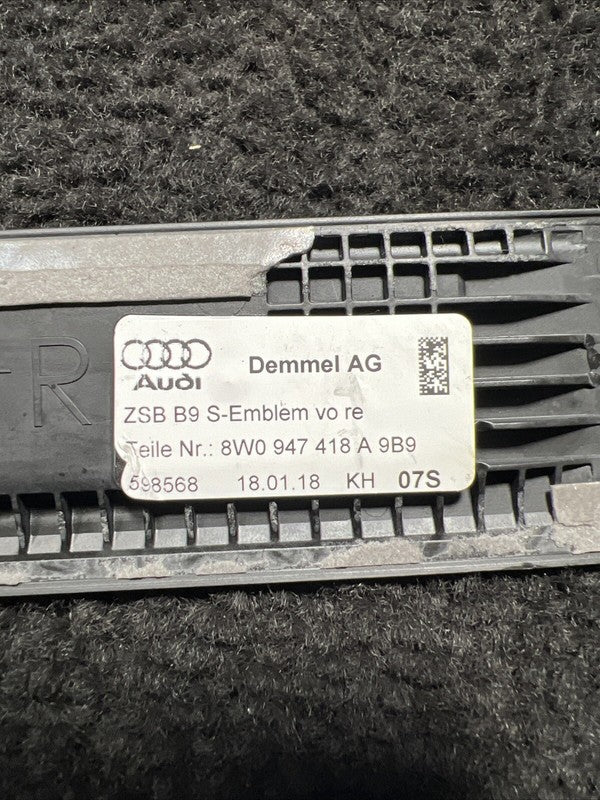 -R
Audi
Demmel AG
ZSB B9 S-Emblem vo re
Teile Nr.: 8W0 947 418 A 9B9
598568 18.01.18 KH 07S